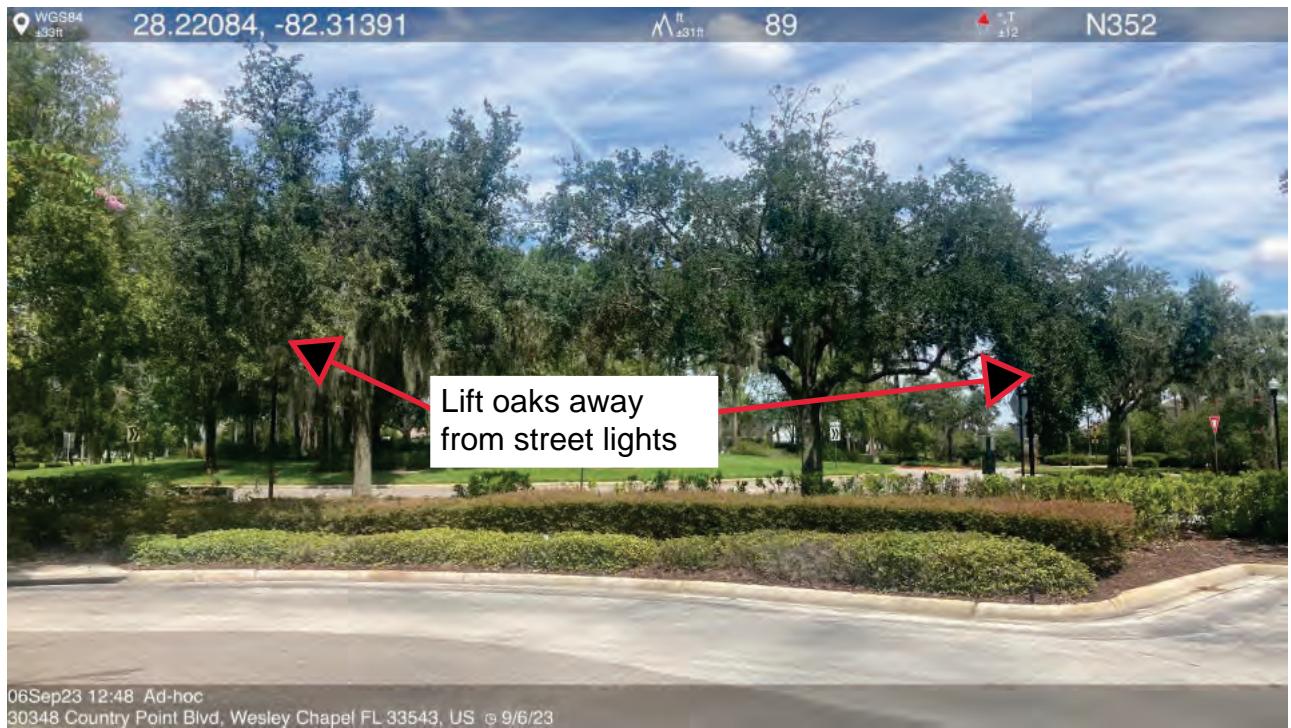 WGS84
±33ft
28.22084, -82.31391
ft
±31ft
89
°,T
±12
N352
Lift oaks away
from street lights
06Sep23 12:48 Ad-hoc
30348 Country Point Blvd, Wesley Chapel FL 33543, US 9/6/23